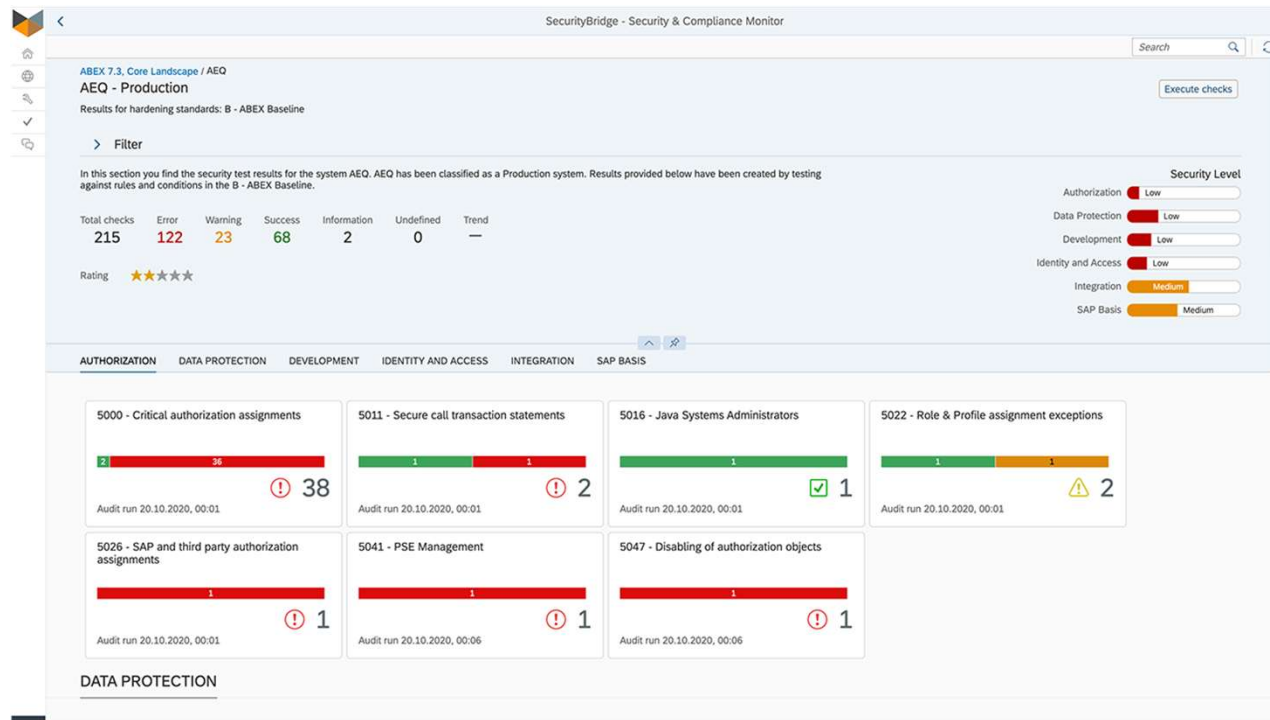 SecurityBridge - Security & Compliance Monitor
Search
ABEX 7.3, Core Landscape / AEQ
AEQ - Production
Execute checks
Results for hardening standards: B - ABEX Baseline
Filter
In this section you find the security test results for the system AEQ. AEQ has been classified as a Production system. Results provided below have been created by testing
against rules and conditions in the B - ABEX Baseline.
Total checks Error Warning Success Information Undefined Trend
215 122 23 68 2 0 —
Rating
Security Level
Authorization Low
Data Protection Low
Development Low
Identity and Access Low
Integration Medium
SAP Basis Medium
AUTHORIZATION DATA PROTECTION DEVELOPMENT IDENTITY AND ACCESS INTEGRATION SAP BASIS
5000 - Critical authorization assignments
2 36
38
Audit run 20.10.2020, 00:01
5011 - Secure call transaction statements
1 1
2
Audit run 20.10.2020, 00:01
5016 - Java Systems Administrators
1
1
Audit run 20.10.2020, 00:01
5022 - Role & Profile assignment exceptions
1 1
2
Audit run 20.10.2020, 00:01
5026 - SAP and third party authorization
assignments
1
1
Audit run 20.10.2020, 00:01
5041 - PSE Management
1
1
Audit run 20.10.2020, 00:06
5047 - Disabling of authorization objects
1
1
Audit run 20.10.2020, 00:06
DATA PROTECTION